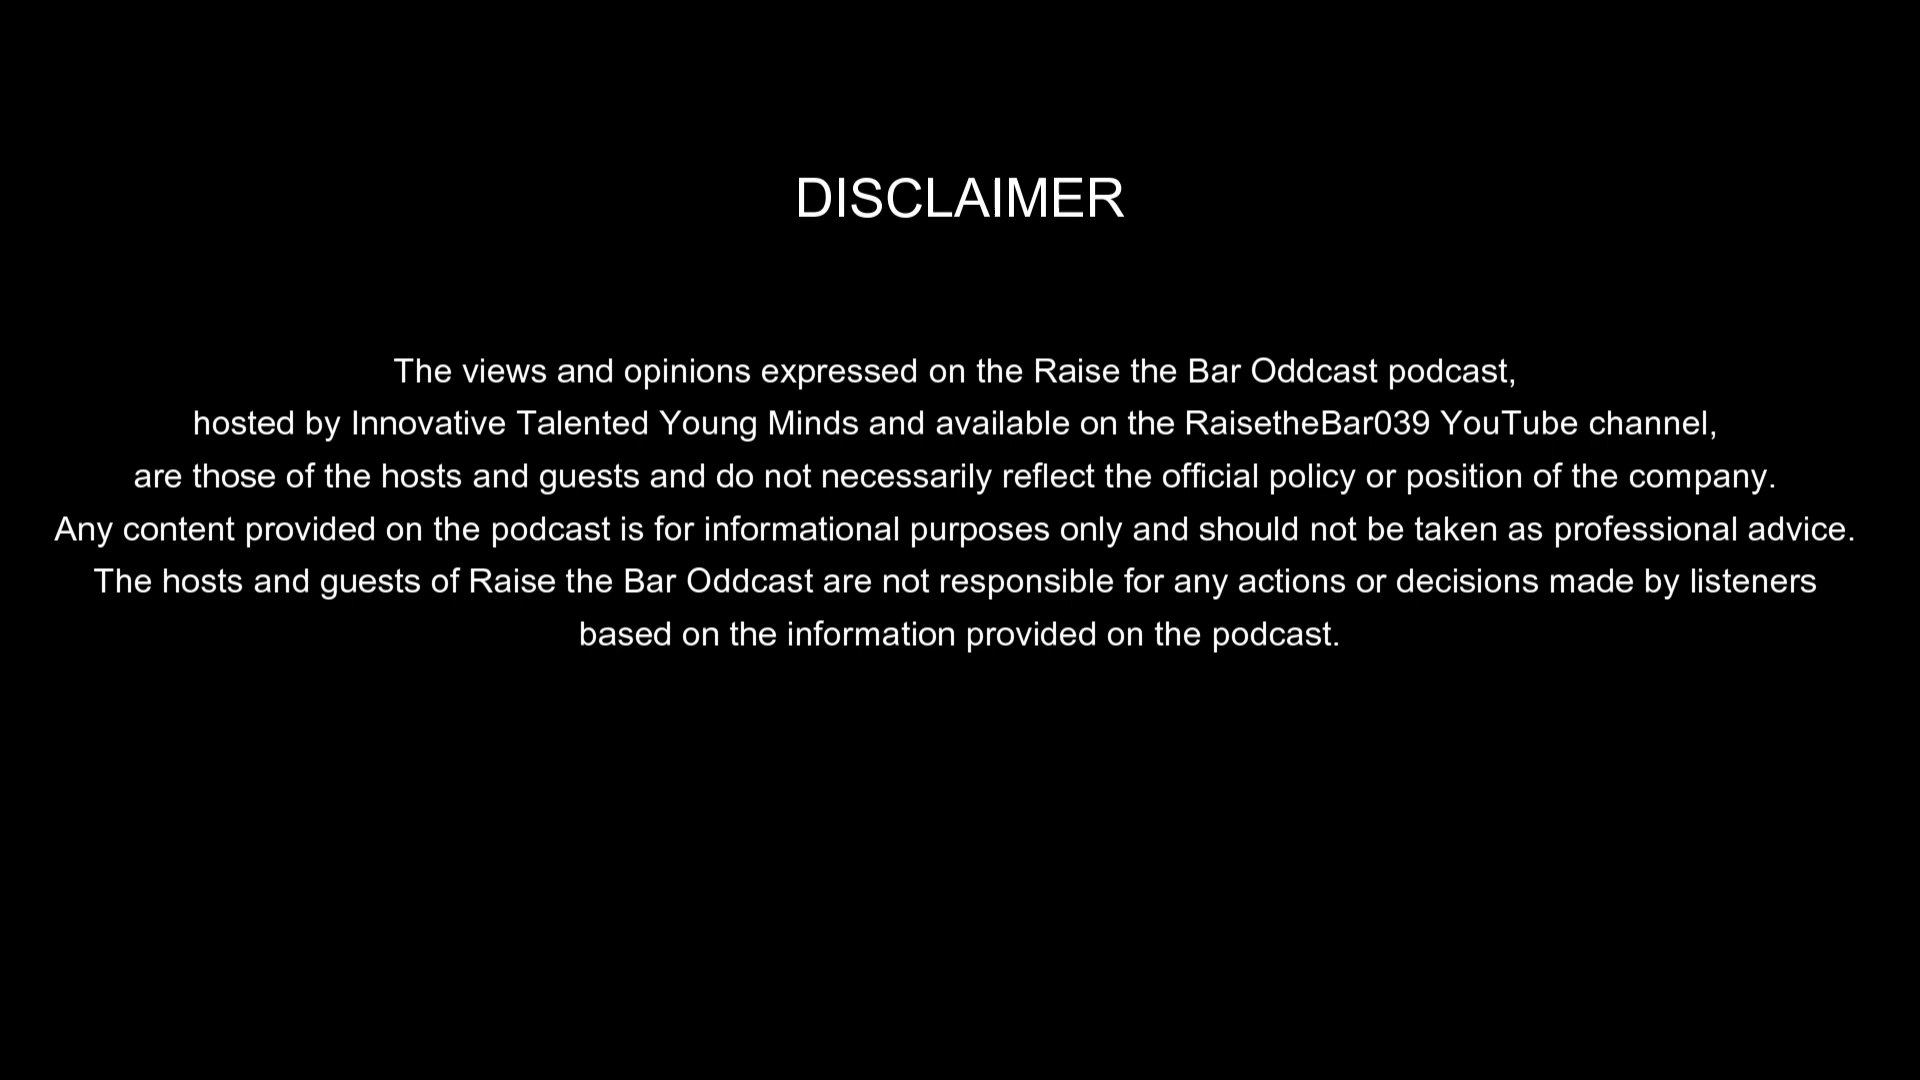 DISCLAIMER
The views and opinions expressed on the Raise the Bar Oddcast podcast,
hosted by Innovative Talented Young Minds and available on the RaisetheBar039 YouTube channel,
are those of the hosts and guests and do not necessarily reflect the official policy or position of the company.
Any content provided on the podcast is for informational purposes only and should not be taken as professional advice.
The hosts and guests of Raise the Bar Oddcast are not responsible for any actions or decisions made by listeners
based on the information provided on the podcast.